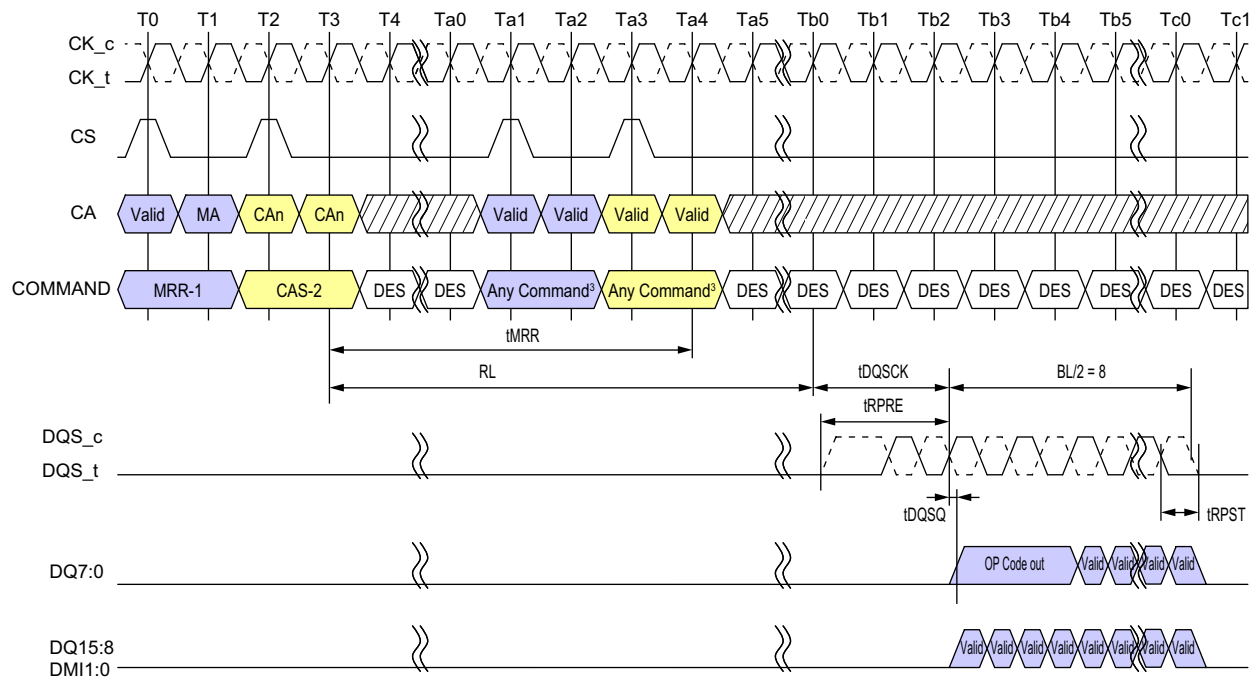 T0 T1 T2 T3 T4 Ta0 Ta1 Ta2 Ta3 Ta4 Ta5 Tb0 Tb1 Tb2 Tb3 Tb4 Tb5 Tc0 Tc1
CK_c
CK_t
CS
CA Valid MA CAn CAn Valid Valid Valid Valid
COMMAND MRR-1 CAS-2 DES DES Any Command³ Any Command³ DES DES DES DES DES DES DES DES DES
tMRR
RL tDQSCK BL/2 = 8
tRPRE
DQS_c
DQS_t
tDQSQ tRPST
DQ7:0 OP Code out Valid Valid Valid Valid
DQ15:8 Valid Valid Valid Valid Valid Valid Valid Valid
DMI1:0